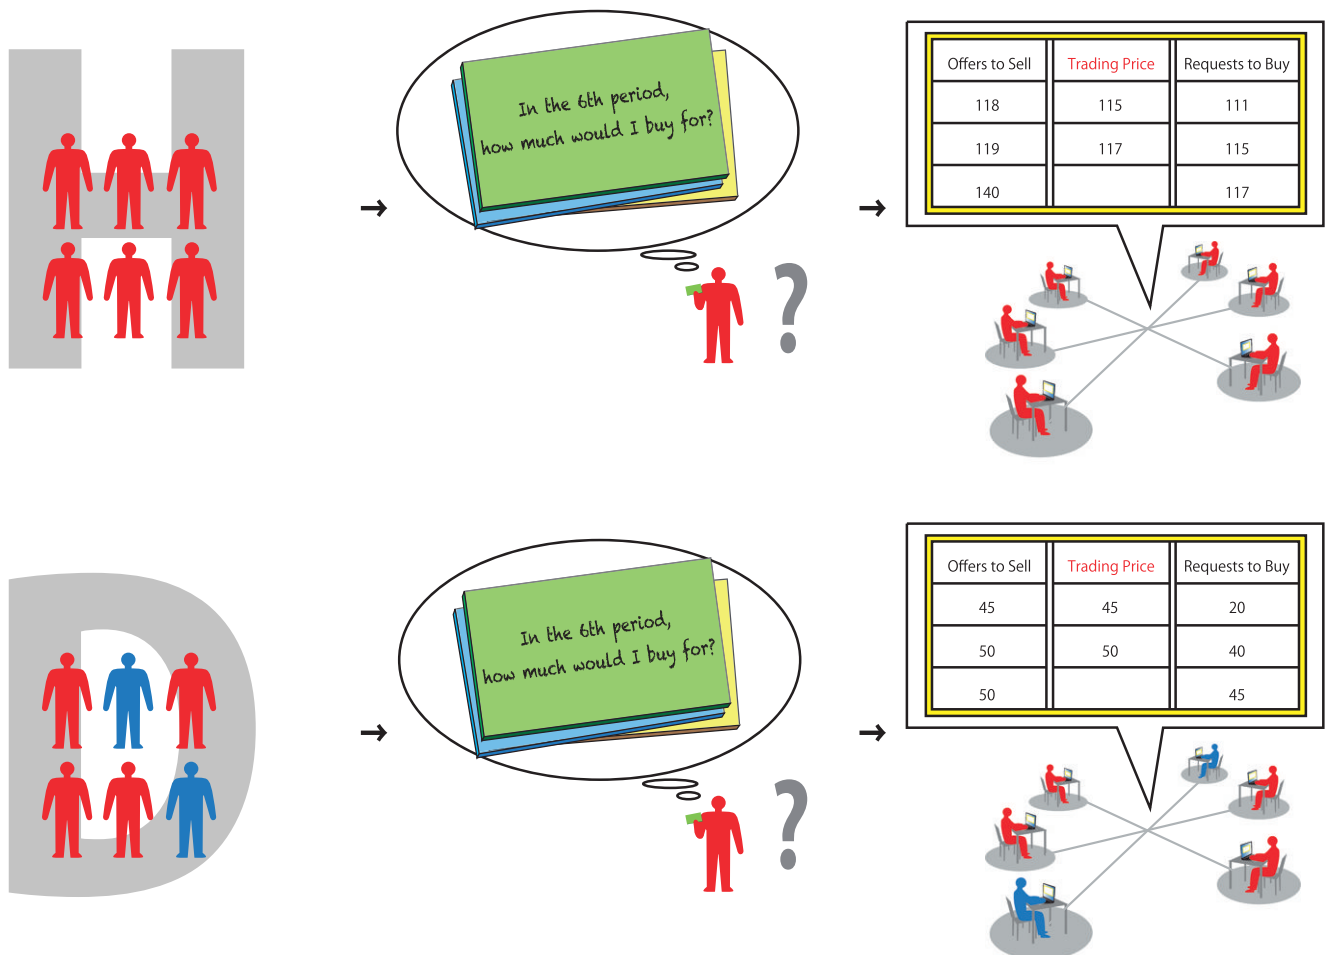 H
In the 6th period,
how much would I buy for?
?
Offers to Sell Trading Price Requests to Buy
118 115 111
119 117 115
140 117
D
In the 6th period,
how much would I buy for?
?
Offers to Sell Trading Price Requests to Buy
45 45 20
50 50 40
50 45